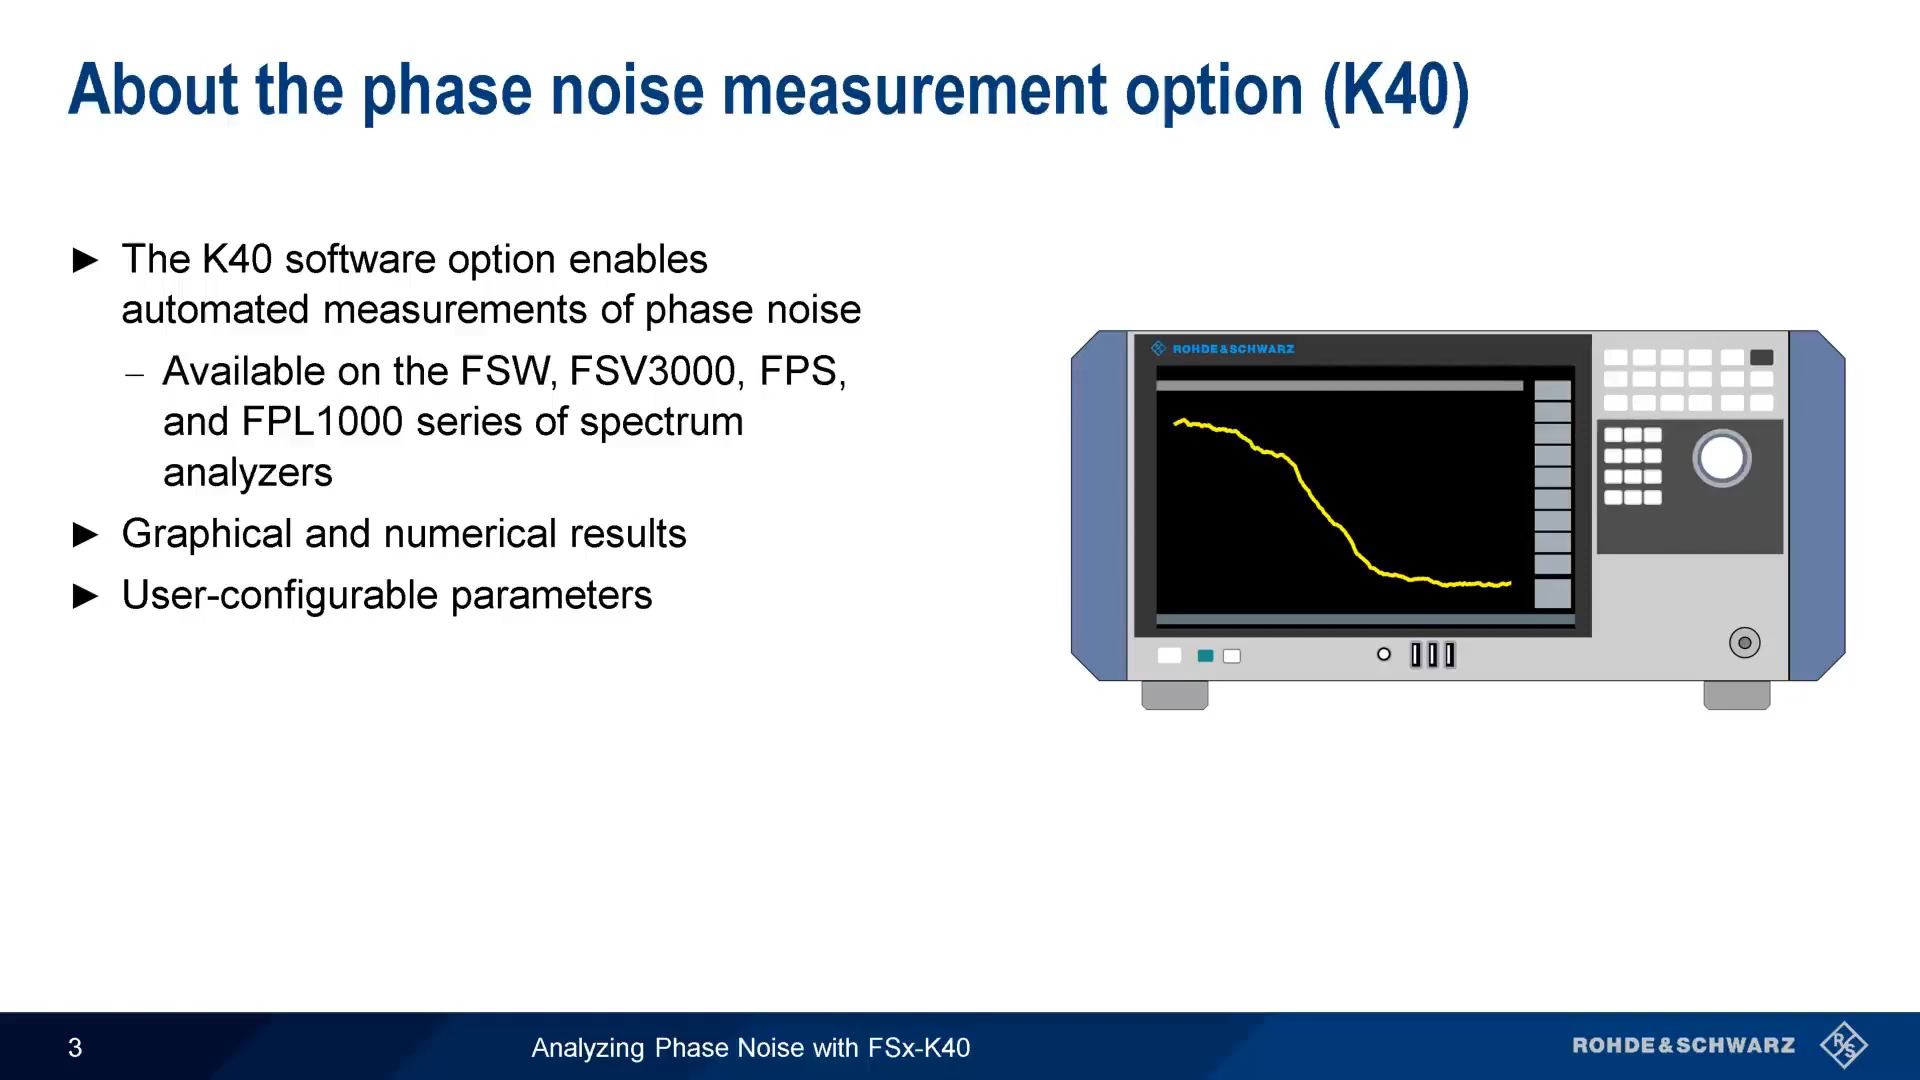 About the phase noise measurement option (K40)
► The K40 software option enables
automated measurements of phase noise
– Available on the FSW, FSV3000, FPS,
and FPL1000 series of spectrum
analyzers
► Graphical and numerical results
► User-configurable parameters
ROHDE&SCHWARZ
3
Analyzing Phase Noise with FSx-K40
ROHDE&SCHWARZ
R S